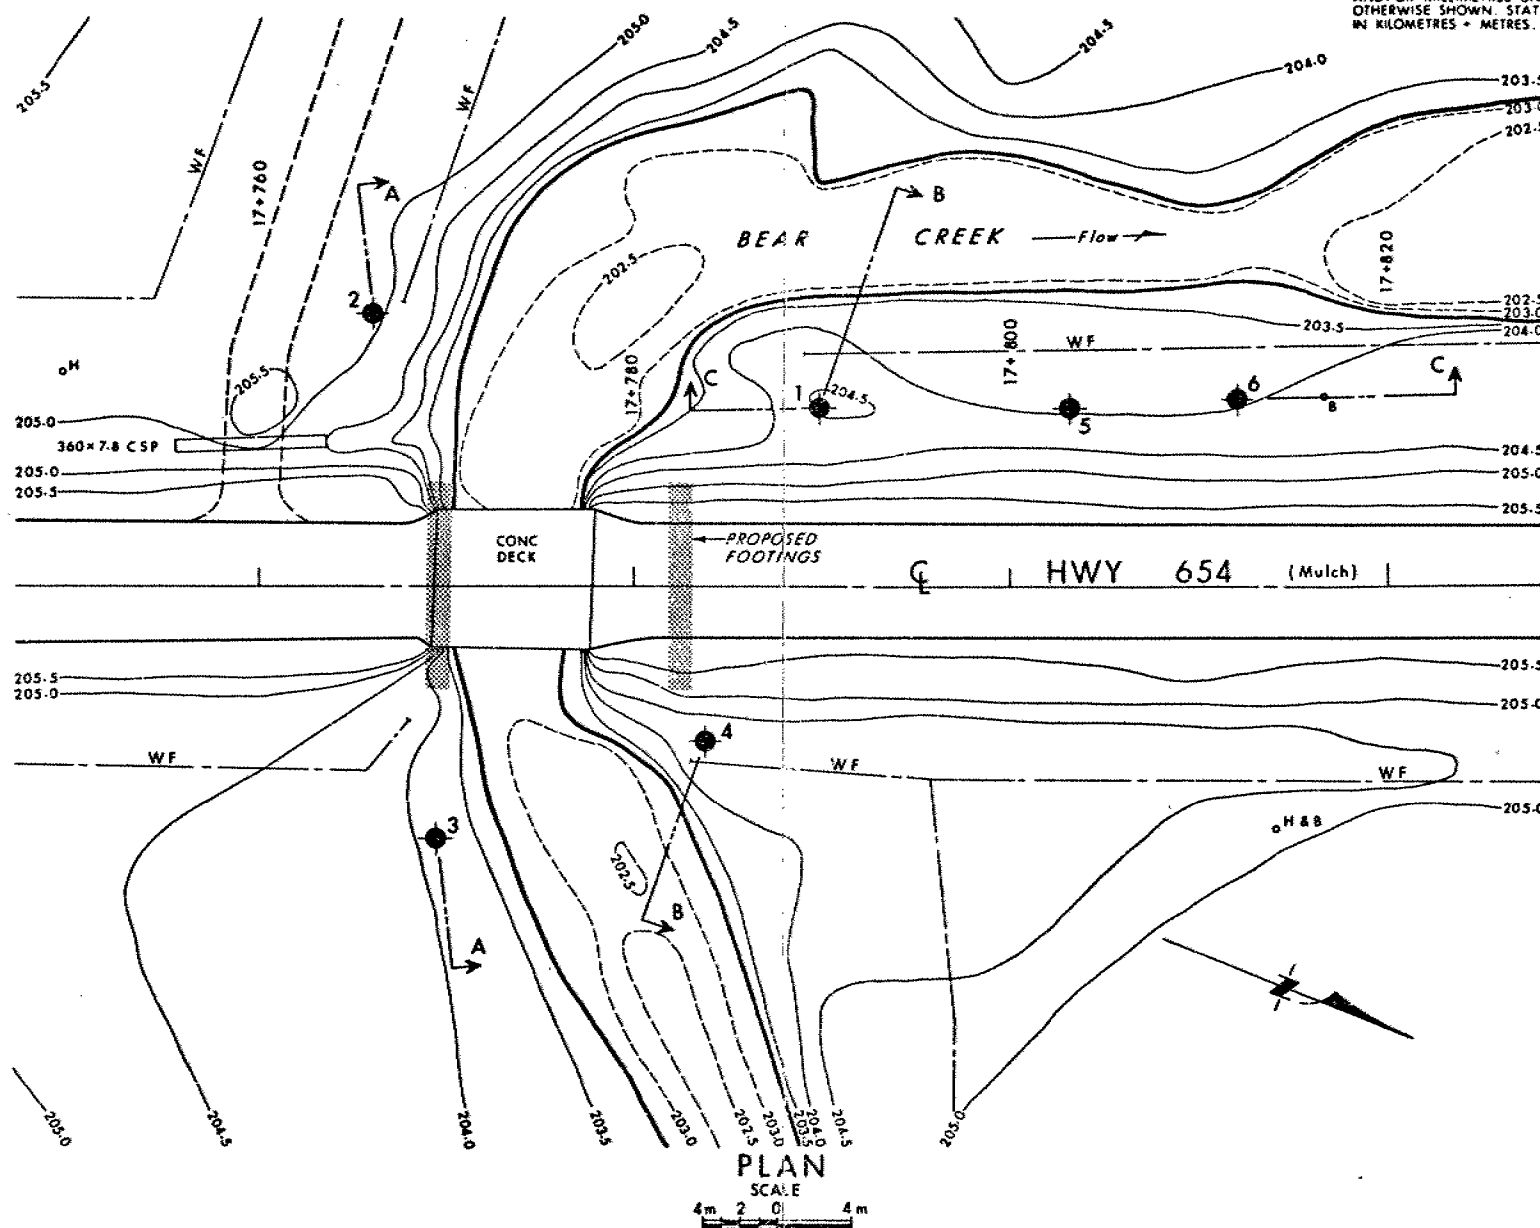 OTHERWISE SHOWN. STAT
IN KILOMETRES + METRES.
205.5
205.0
204.5
204.5
204.0
203.5
203.0
202.5
WF
WF
17+760
A
B
BEAR CREEK Flow
17+820
202.5
2
H
205.5
17+780
C
1
204.5
17+800
WF
203.5
202.5
203.0
204.0
6
B
C
5
205.0
360×7.8 CSP
205.0
205.5
204.5
205.0
205.5
CONC
DECK
PROPOSED
FOOTINGS
CL HWY 654 (Mulch)
205.5
205.0
205.5
205.0
WF
4
WF
WF
205.0
H & B
3
202.5
B
A
N
205.0
204.5
204.0
203.5
203.0
202.5
203.0
203.5
204.0
204.5
205.0
PLAN
SCALE
4m 2 0 4m